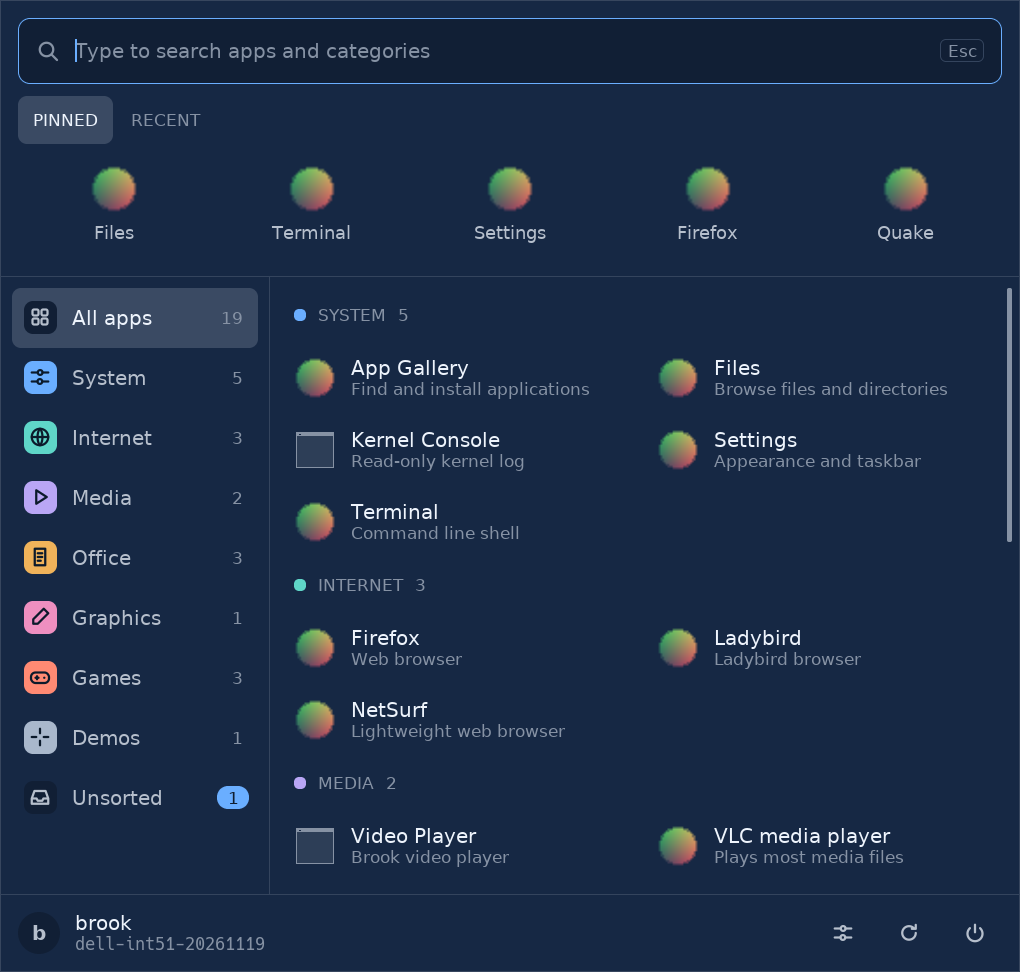 Type to search apps and categories
Esc
PINNED RECENT
Files Terminal Settings Firefox Quake
All apps 19
System 5
Internet 3
Media 2
Office 3
Graphics 1
Games 3
Demos 1
Unsorted 1
SYSTEM 5
App Gallery
Find and install applications
Files
Browse files and directories
Kernel Console
Read-only kernel log
Settings
Appearance and taskbar
Terminal
Command line shell
INTERNET 3
Firefox
Web browser
Ladybird
Ladybird browser
NetSurf
Lightweight web browser
MEDIA 2
Video Player
Brook video player
VLC media player
Plays most media files
b
brook
dell-int51-20261119